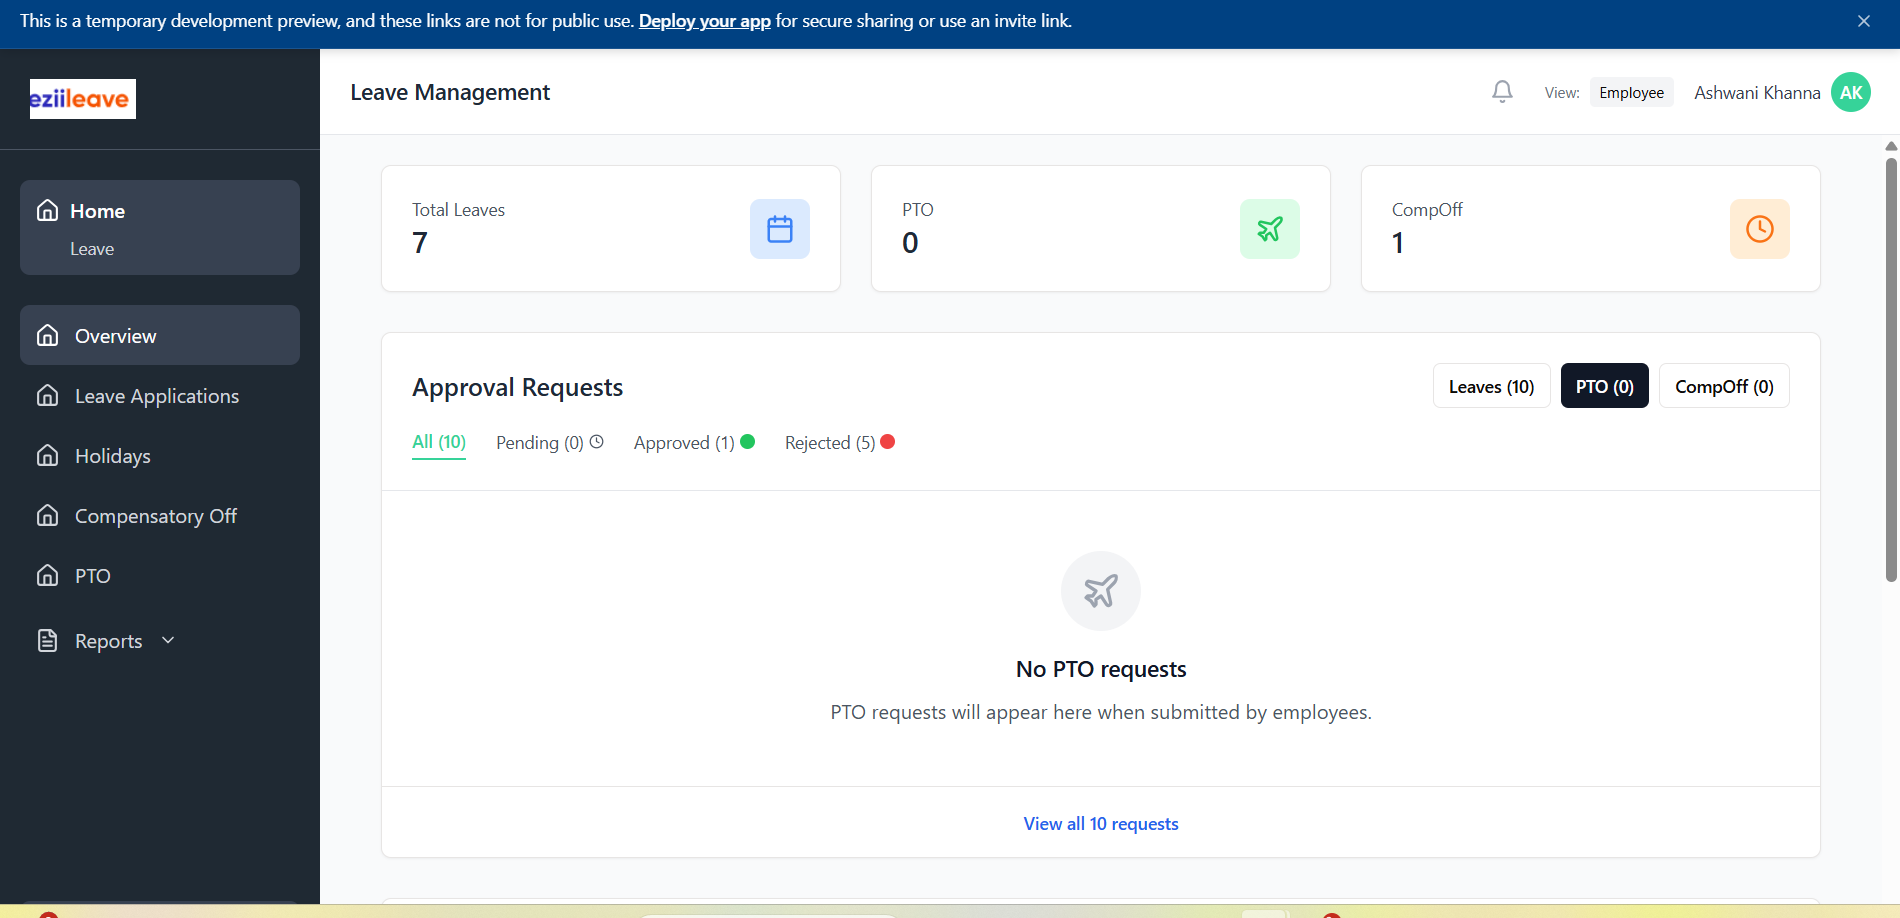 This is a temporary development preview, and these links are not for public use. Deploy your app for secure sharing or use an invite link.
eziileave
Leave Management
View: Employee Ashwani Khanna AK
Home
Leave
Overview
Leave Applications
Holidays
Compensatory Off
PTO
Reports
Total Leaves
7
PTO
0
CompOff
1
Approval Requests
Leaves (10) PTO (0) CompOff (0)
All (10) Pending (0) Approved (1) Rejected (5)
No PTO requests
PTO requests will appear here when submitted by employees.
View all 10 requests